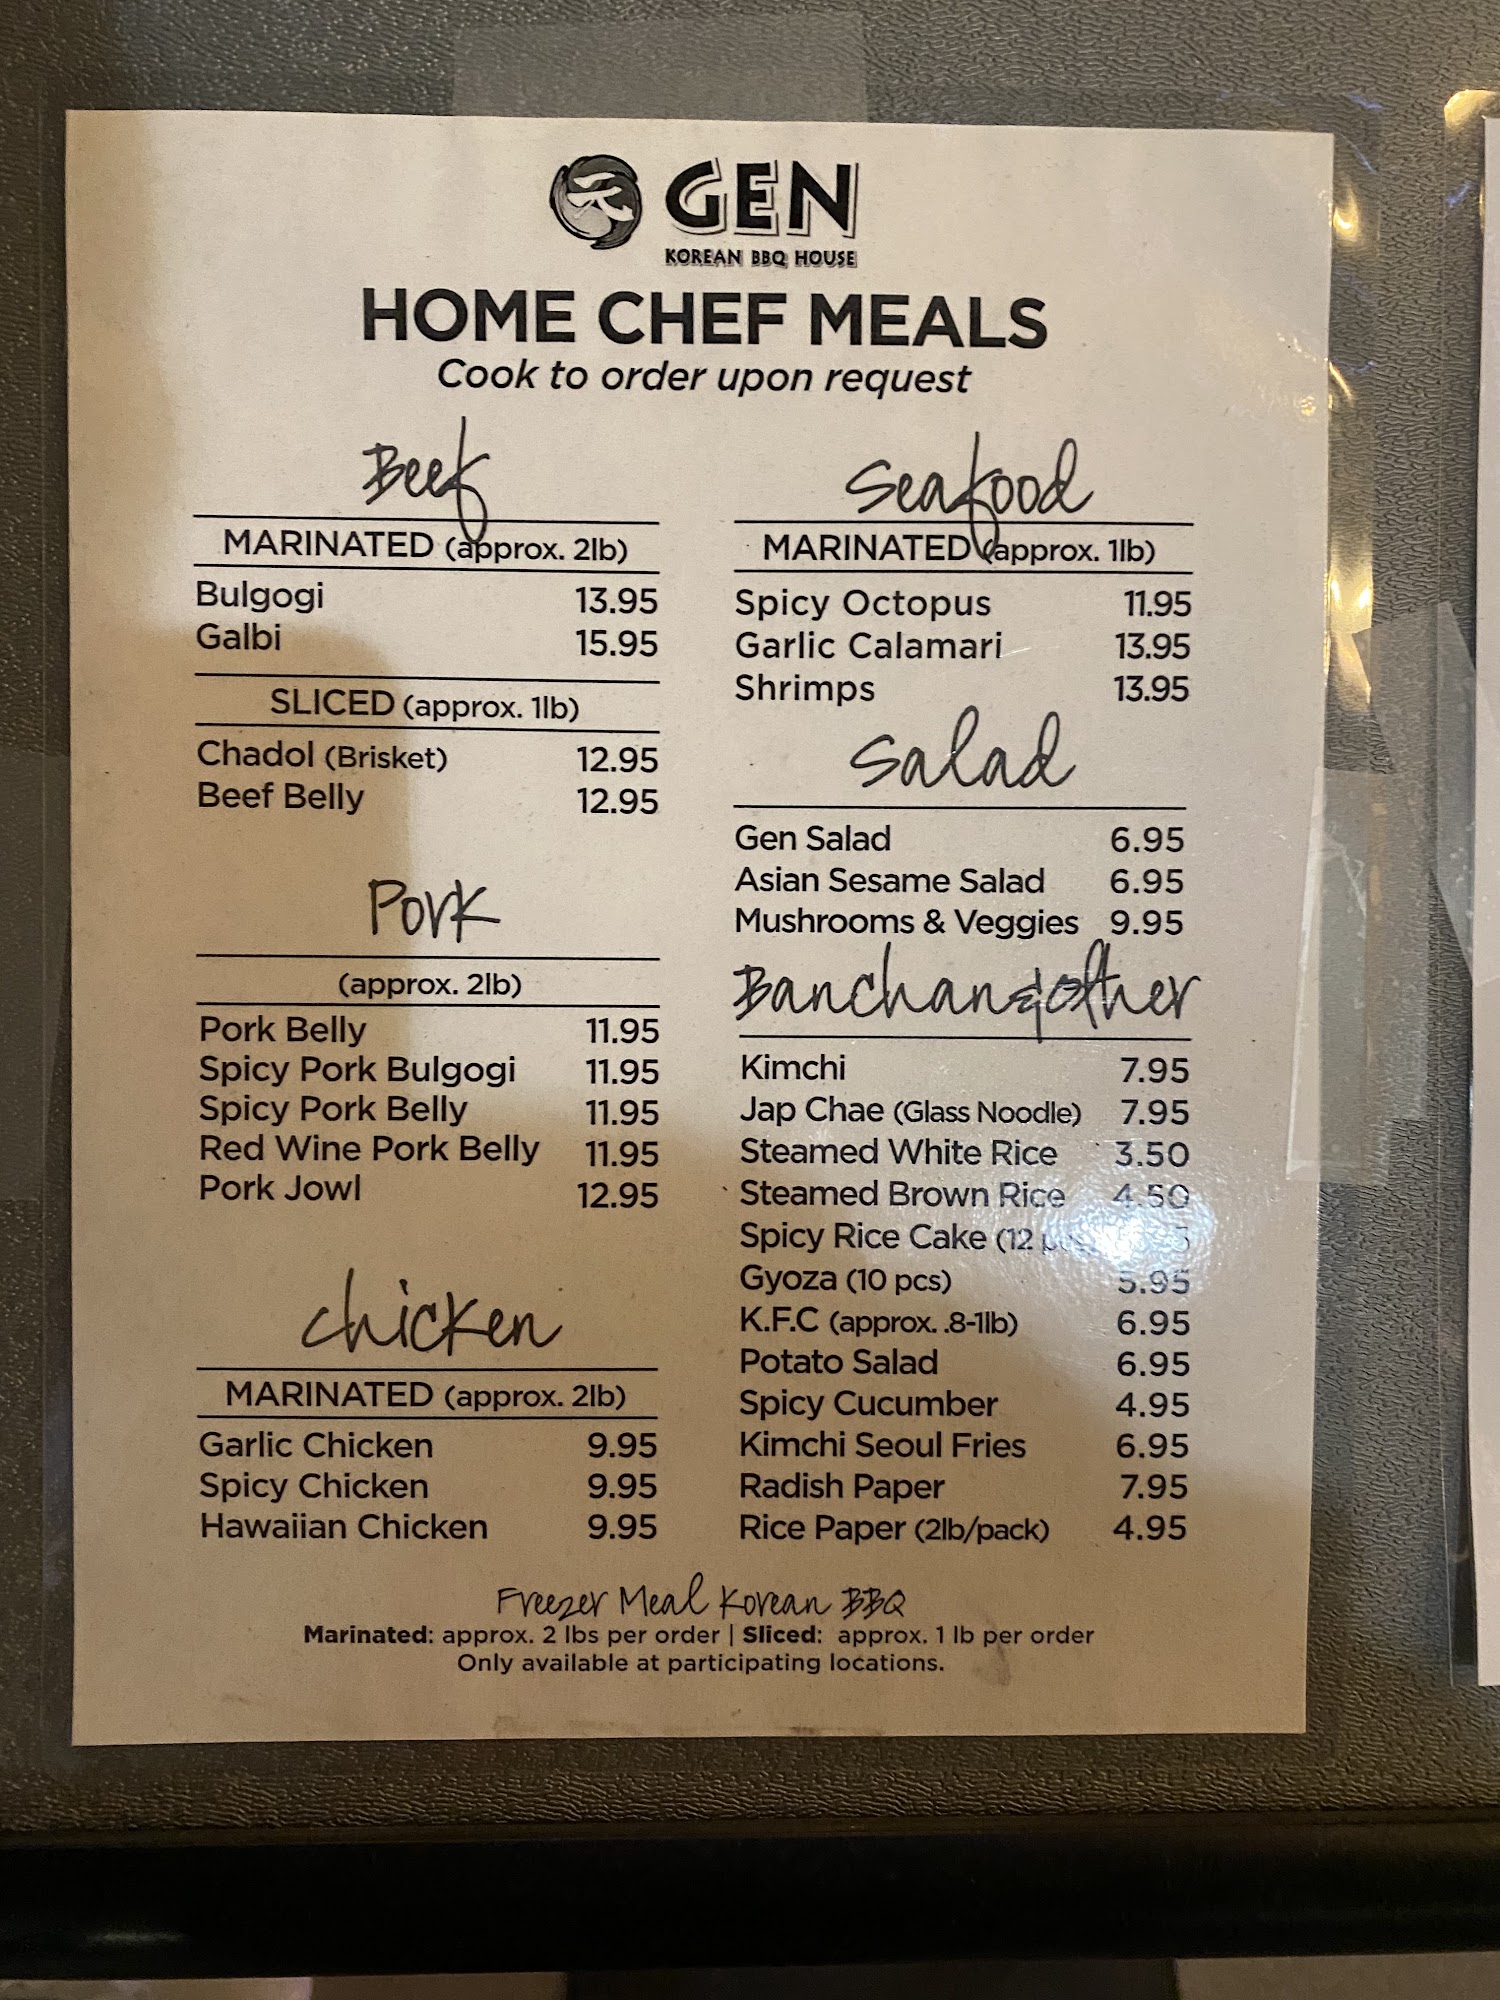 GEN
KOREAN BBQ HOUSE
HOME CHEF MEALS
Cook to order upon request
Beef
MARINATED (approx. 2lb)
Bulgogi 13.95
Galbi 15.95
SLICED (approx. 1lb)
Chadol (Brisket) 12.95
Beef Belly 12.95
Pork
(approx. 2lb)
Pork Belly 11.95
Spicy Pork Bulgogi 11.95
Spicy Pork Belly 11.95
Red Wine Pork Belly 11.95
Pork Jowl 12.95
Chicken
MARINATED (approx. 2lb)
Garlic Chicken 9.95
Spicy Chicken 9.95
Hawaiian Chicken 9.95
Seafood
MARINATED (approx. 1lb)
Spicy Octopus 11.95
Garlic Calamari 13.95
Shrimps 13.95
Salad
Gen Salad 6.95
Asian Sesame Salad 6.95
Mushrooms & Veggies 9.95
Banchan & other
Kimchi 7.95
Jap Chae (Glass Noodle) 7.95
Steamed White Rice 3.50
Steamed Brown Rice 4.50
Spicy Rice Cake (12
Gyoza (10 pcs) 5.95
K.F.C (approx. .8-1lb) 6.95
Potato Salad 6.95
Spicy Cucumber 4.95
Kimchi Seoul Fries 6.95
Radish Paper 7.95
Rice Paper (2lb/pack) 4.95
Freezer Meal Korean BBQ
Marinated: approx. 2 lbs per order | Sliced: approx. 1 lb per order
Only available at participating locations.